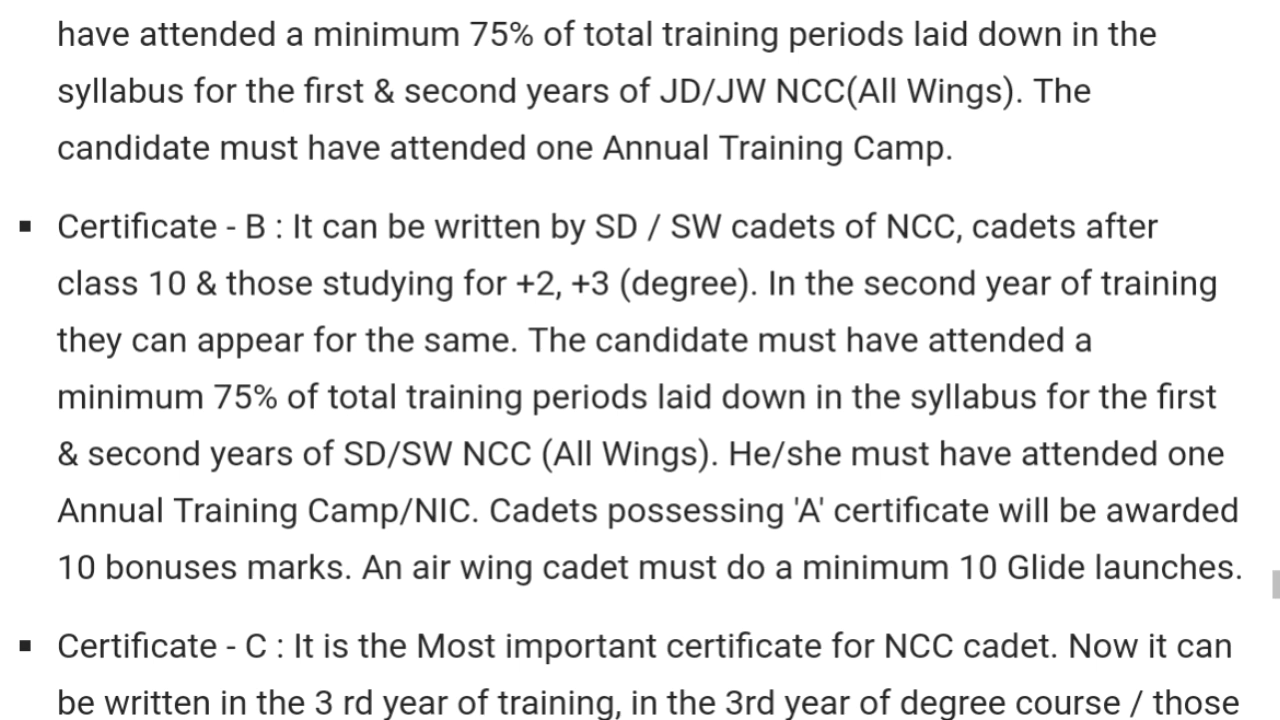 have attended a minimum 75% of total training periods laid down in the
syllabus for the first & second years of JD/JW NCC(All Wings). The
candidate must have attended one Annual Training Camp.
▪ Certificate - B : It can be written by SD / SW cadets of NCC, cadets after
class 10 & those studying for +2, +3 (degree). In the second year of training
they can appear for the same. The candidate must have attended a
minimum 75% of total training periods laid down in the syllabus for the first
& second years of SD/SW NCC (All Wings). He/she must have attended one
Annual Training Camp/NIC. Cadets possessing 'A' certificate will be awarded
10 bonuses marks. An air wing cadet must do a minimum 10 Glide launches.
▪ Certificate - C : It is the Most important certificate for NCC cadet. Now it can
be written in the 3 rd year of training, in the 3rd year of degree course / those